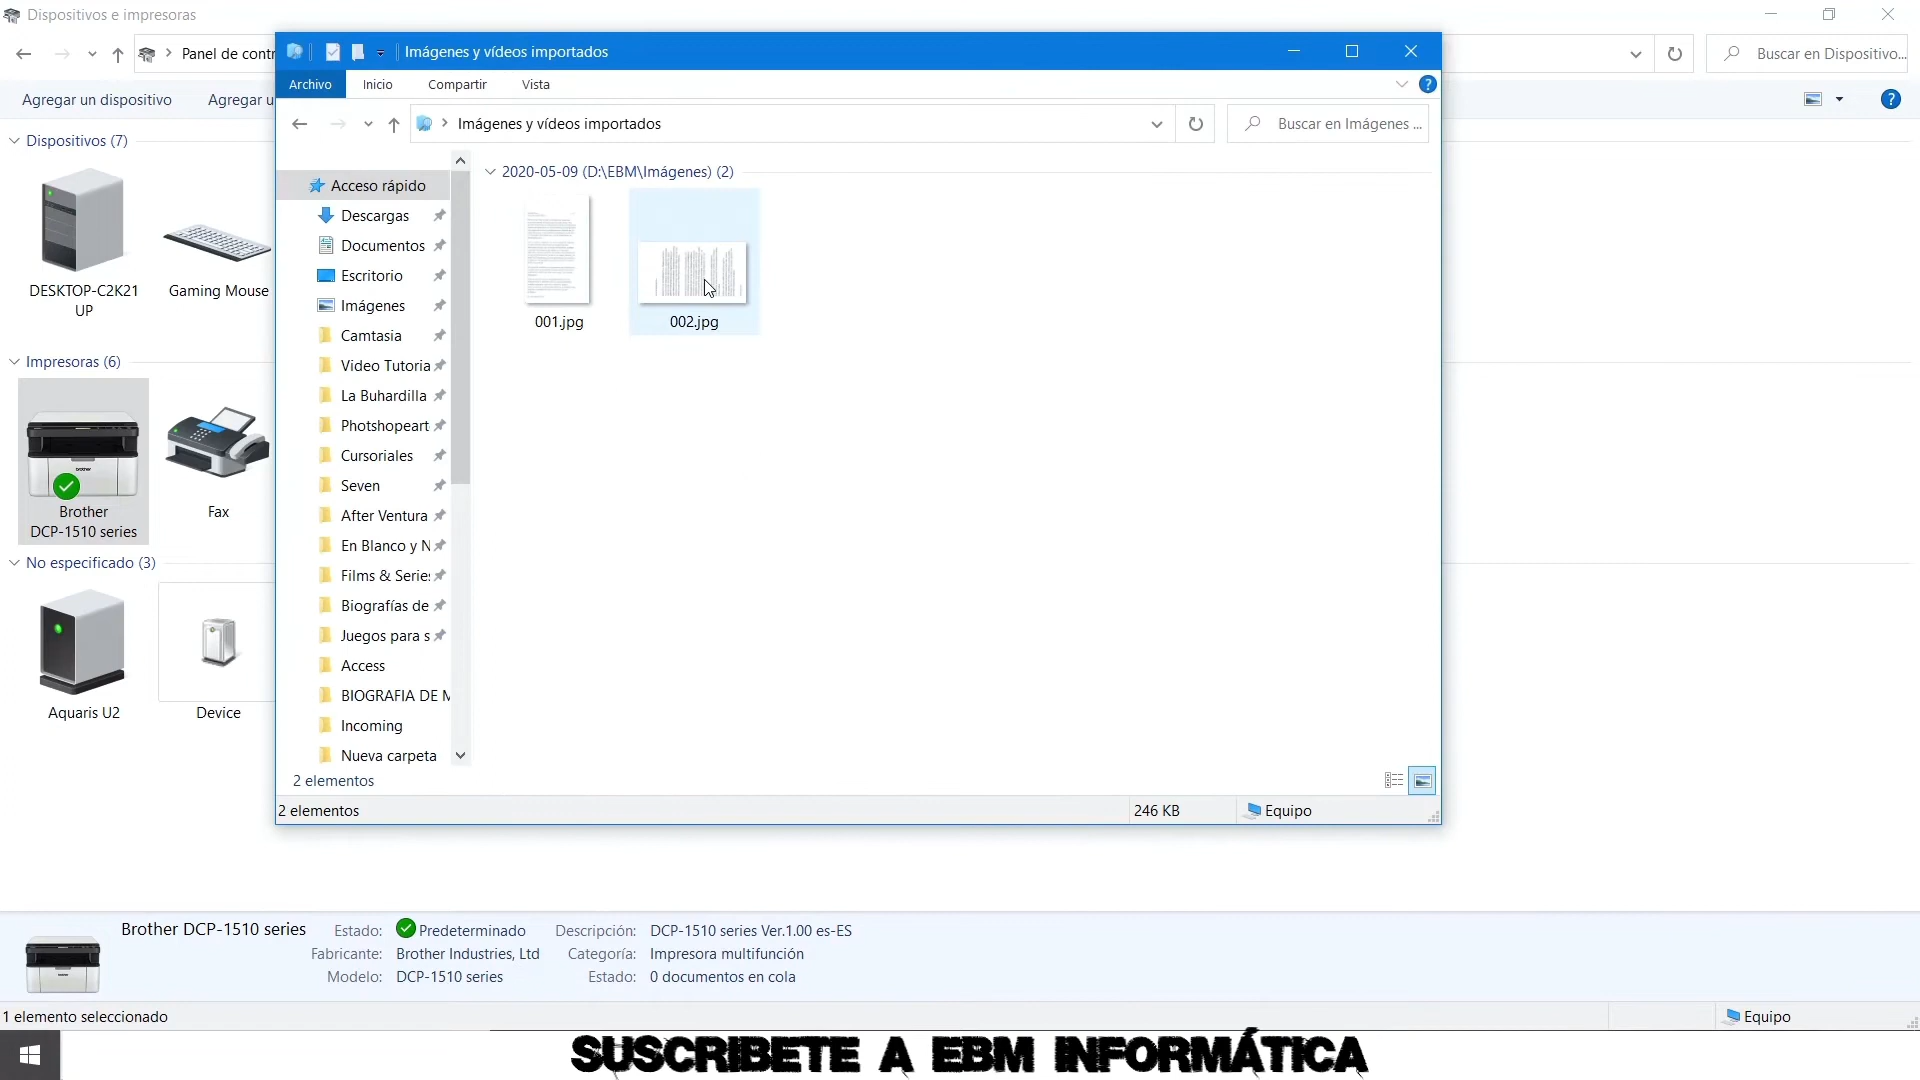 Dispositivos e impresoras
Panel de contr
Buscar en Dispositivo...
Agregar un dispositivo
Agregar u
Dispositivos (7)
DESKTOP-C2K21
UP
Gaming Mouse
Impresoras (6)
Brother
DCP-1510 series
Fax
No especificado (3)
Aquaris U2
Device
Imágenes y vídeos importados
Archivo
Inicio
Compartir
Vista
Imágenes y vídeos importados
Buscar en Imágenes ...
Acceso rápido
Descargas
Documentos
Escritorio
Imágenes
Camtasia
Video Tutoria
La Buhardilla
Photshopeart
Cursoriales
Seven
After Ventura
En Blanco y N
Films & Series
Biografías de
Juegos para s
Access
BIOGRAFIA DE M
Incoming
Nueva carpeta
2020-05-09 (D:\EBM\Imágenes) (2)
001.jpg
002.jpg
2 elementos
2 elementos
246 KB
Equipo
Brother DCP-1510 series
Estado: Predeterminado
Descripción: DCP-1510 series Ver.1.00 es-ES
Fabricante: Brother Industries, Ltd
Categoría: Impresora multifunción
Modelo: DCP-1510 series
Estado: 0 documentos en cola
1 elemento seleccionado
Equipo
SUSCRIBETE A EBM INFORMÁTICA